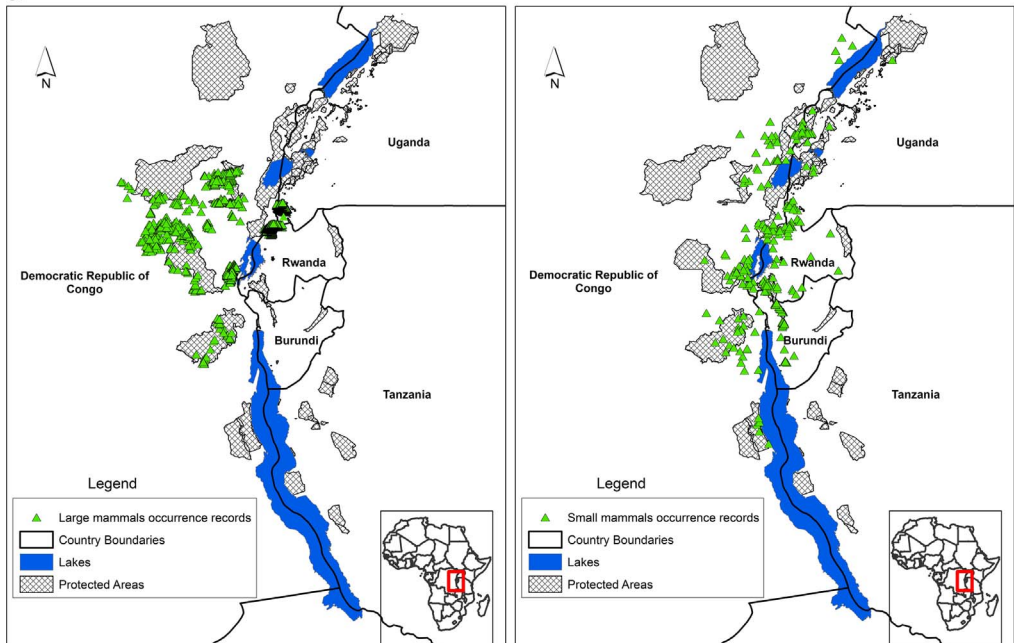 N
Uganda
Democratic Republic of
Congo
Rwanda
Burundi
Tanzania
Legend
Large mammals occurrence records
Country Boundaries
Lakes
Protected Areas
N
Uganda
Democratic Republic of
Congo
Rwanda
Burundi
Tanzania
Legend
Small mammals occurrence records
Country Boundaries
Lakes
Protected Areas